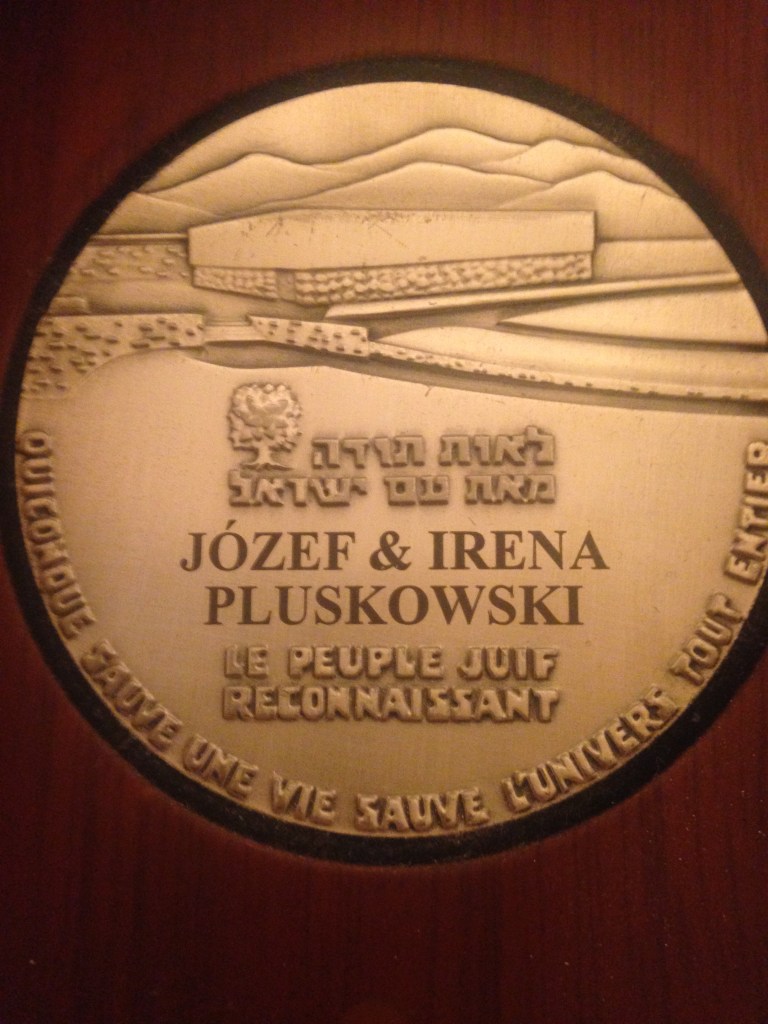 לאות תודה
מאת עם ישראל
JÓZEF & IRENA
PLUSKOWSKI
LE PEUPLE JUIF
RECONNAISSANT
QUICONQUE SAUVE UNE VIE SAUVE L'UNIVERS TOUT ENTIER